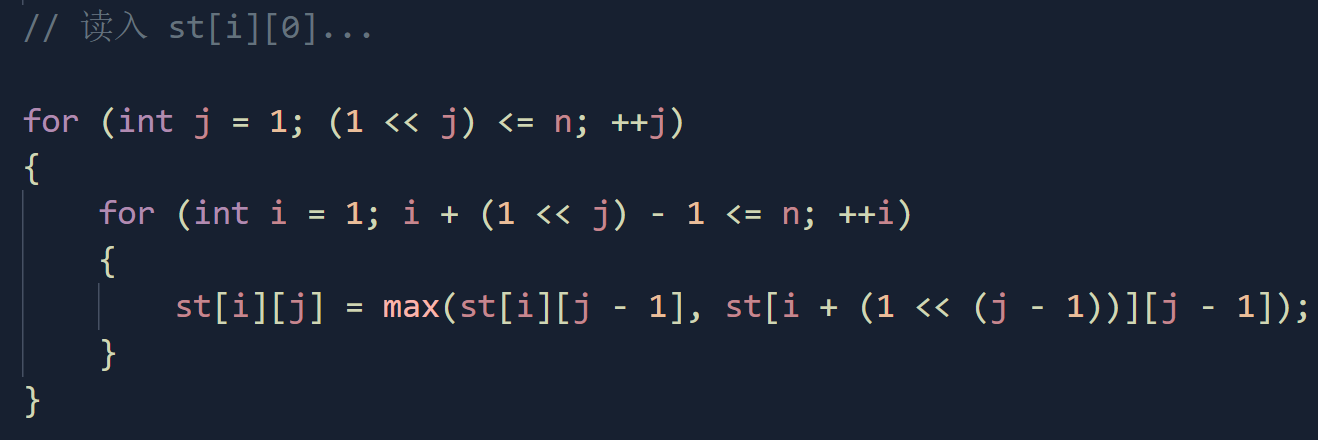 // 读入 st[i][0]...
for (int j = 1; (1 << j) <= n; ++j)
{
for (int i = 1; i + (1 << j) - 1 <= n; ++i)
{
st[i][j] = max(st[i][j - 1], st[i + (1 << (j - 1))][j - 1]);
}
}